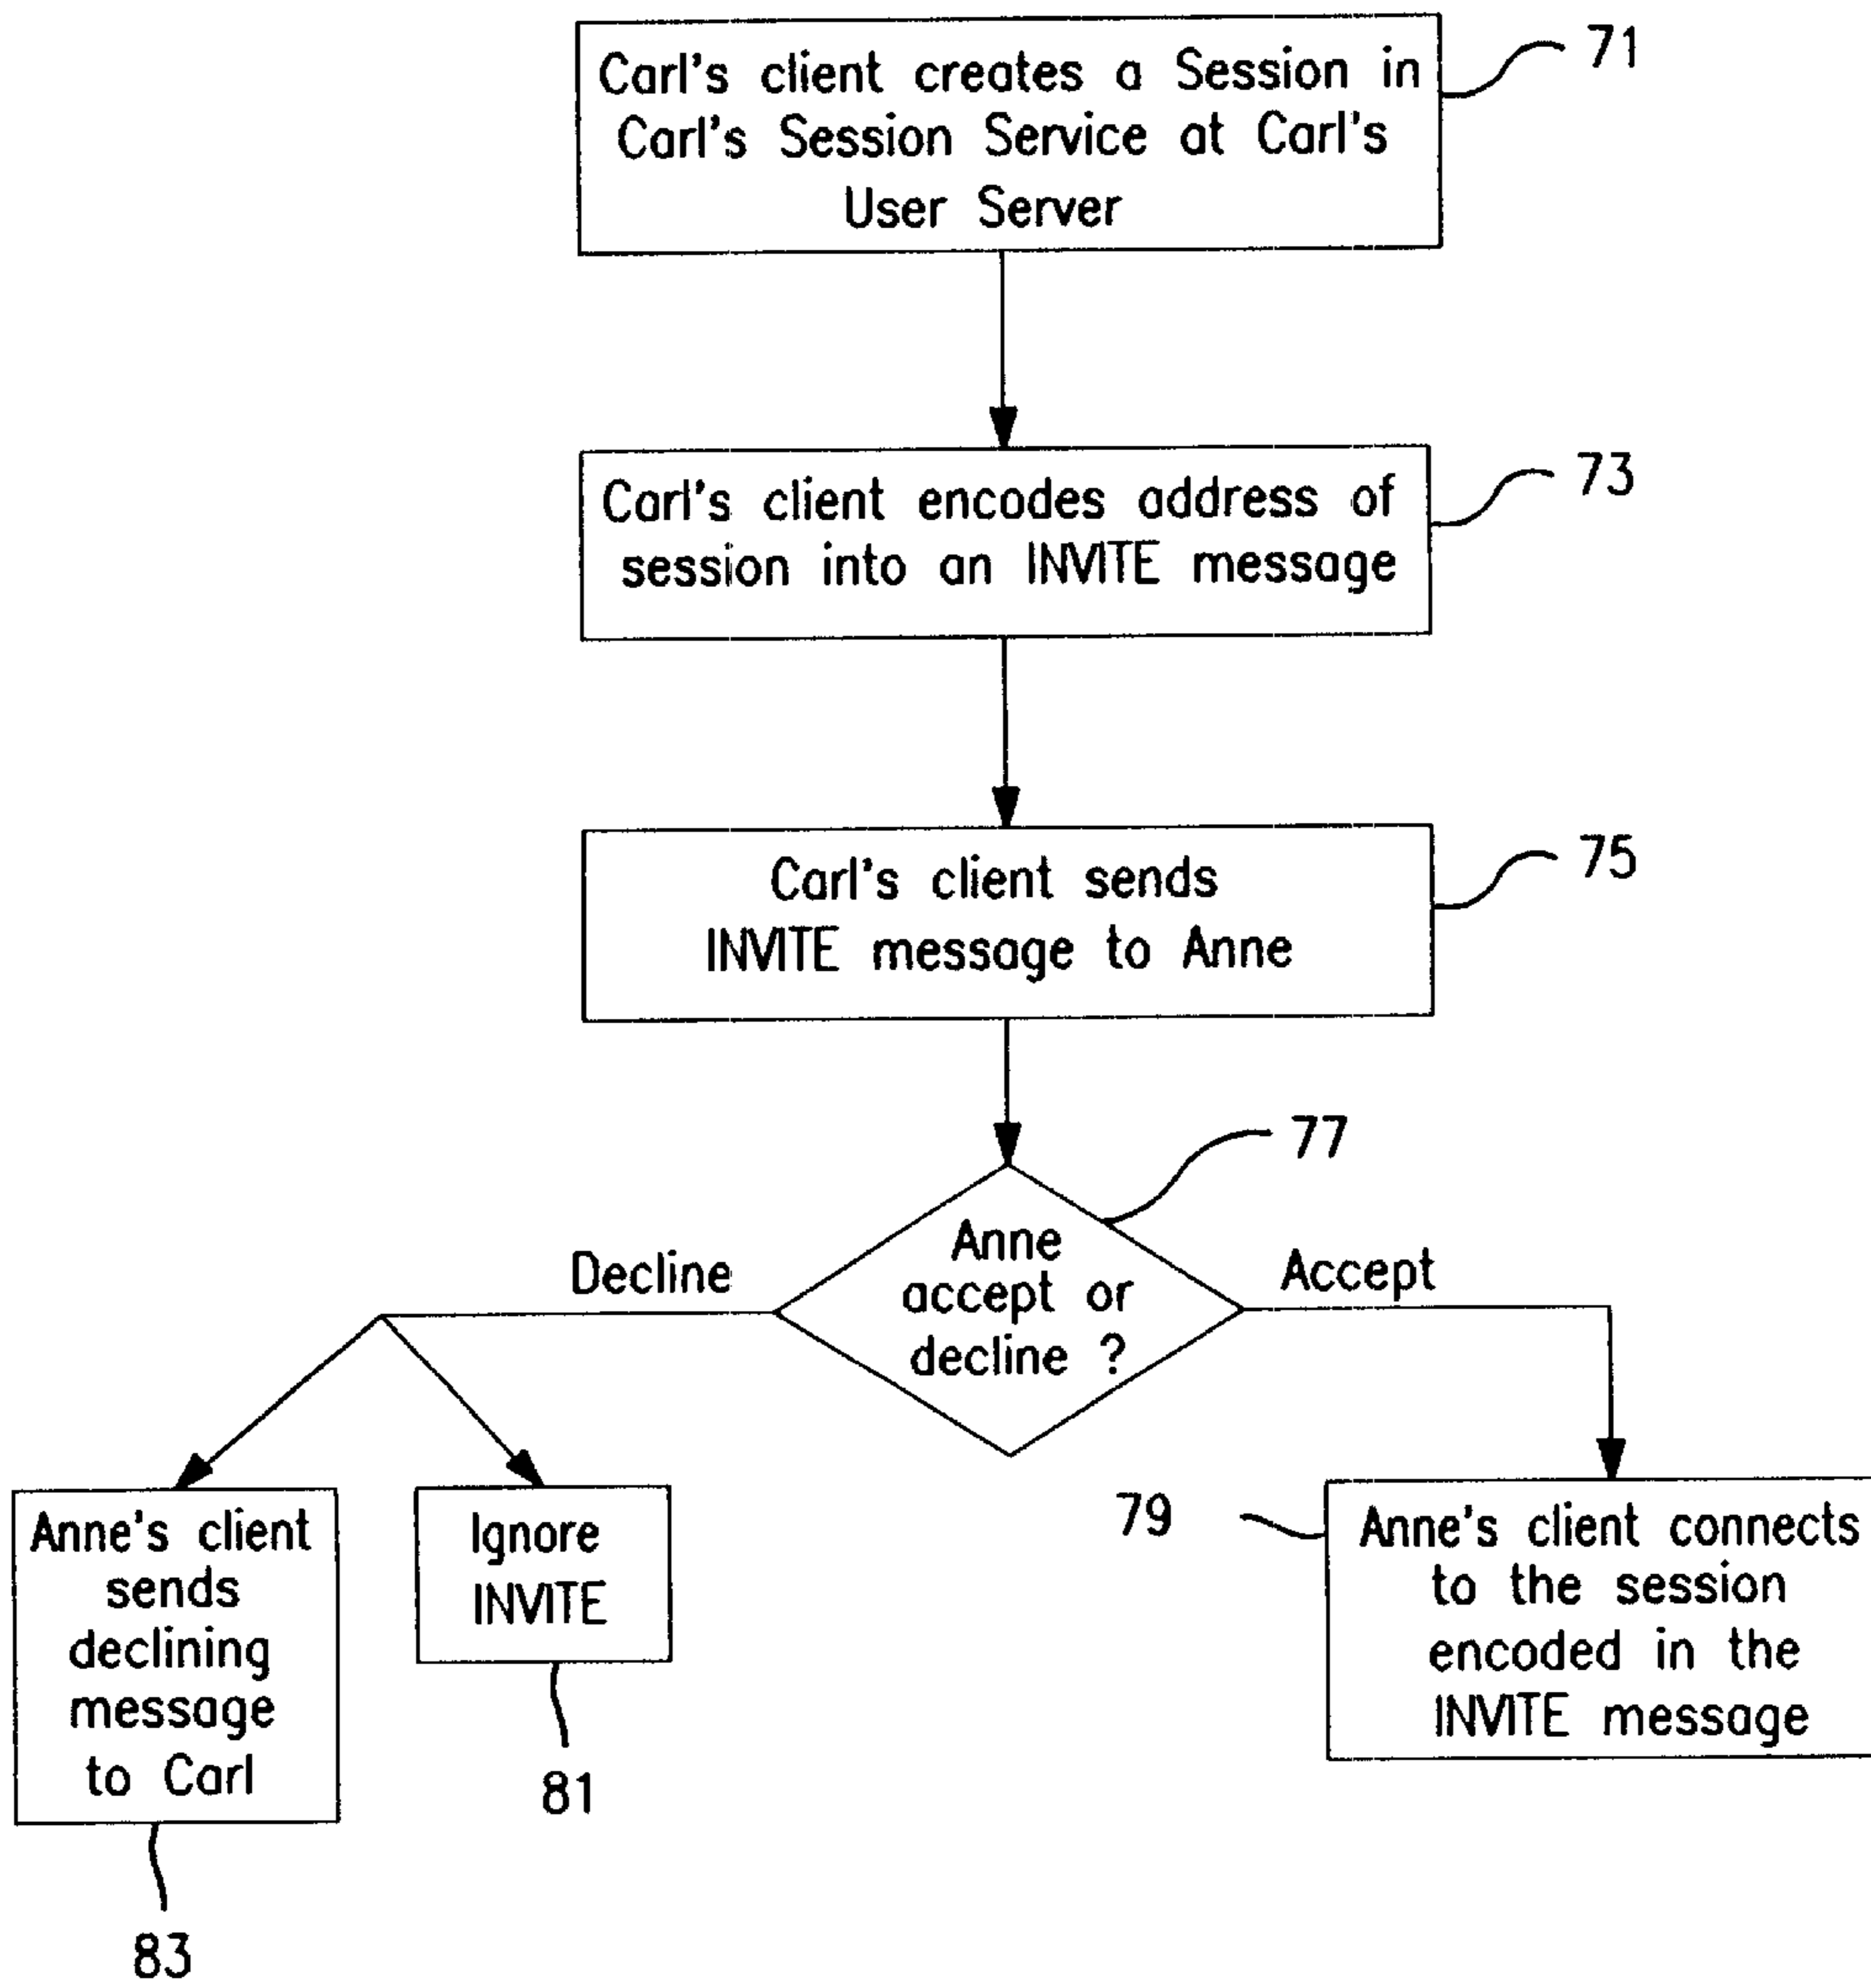 Carl's client creates a Session in
Carl's Session Service at Carl's
User Server
71
Carl's client encodes address of
session into an INVITE message
73
Carl's client sends
INVITE message to Anne
75
77
Anne
accept or
decline ?
Decline
Accept
Anne's client
sends
declining
message
to Carl
83
Ignore
INVITE
81
79
Anne's client connects
to the session
encoded in the
INVITE message